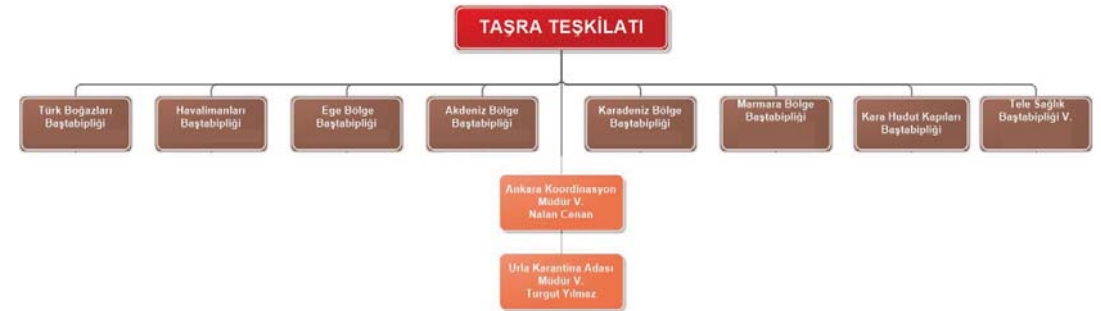 TAŞRA TEŞKİLATI
Türk Boğazları
Baştabipliği
Havalimanları
Baştabipliği
Ege Bölge
Baştabipliği
Akdeniz Bölge
Baştabipliği
Karadeniz Bölge
Baştabipliği
Marmara Bölge
Baştabipliği
Kara Hudut Kapıları
Baştabipliği
Tele Sağlık
Baştabipliği V.
Ankara Koordinasyon
Müdür V.
Nalan Conan
Urla Karantina Adası
Müdür V.
Turgut Yılmaz